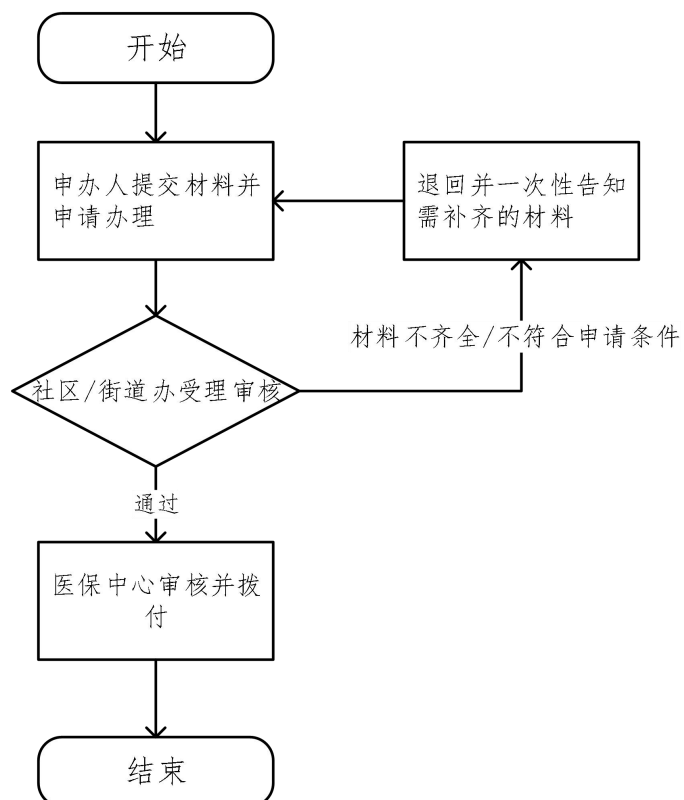 开始
申办人提交材料并
申请办理
退回并一次性告知
需补齐的材料
材料不齐全/不符合申请条件
社区/街道办受理审核
通过
医保中心审核并拨
付
结束